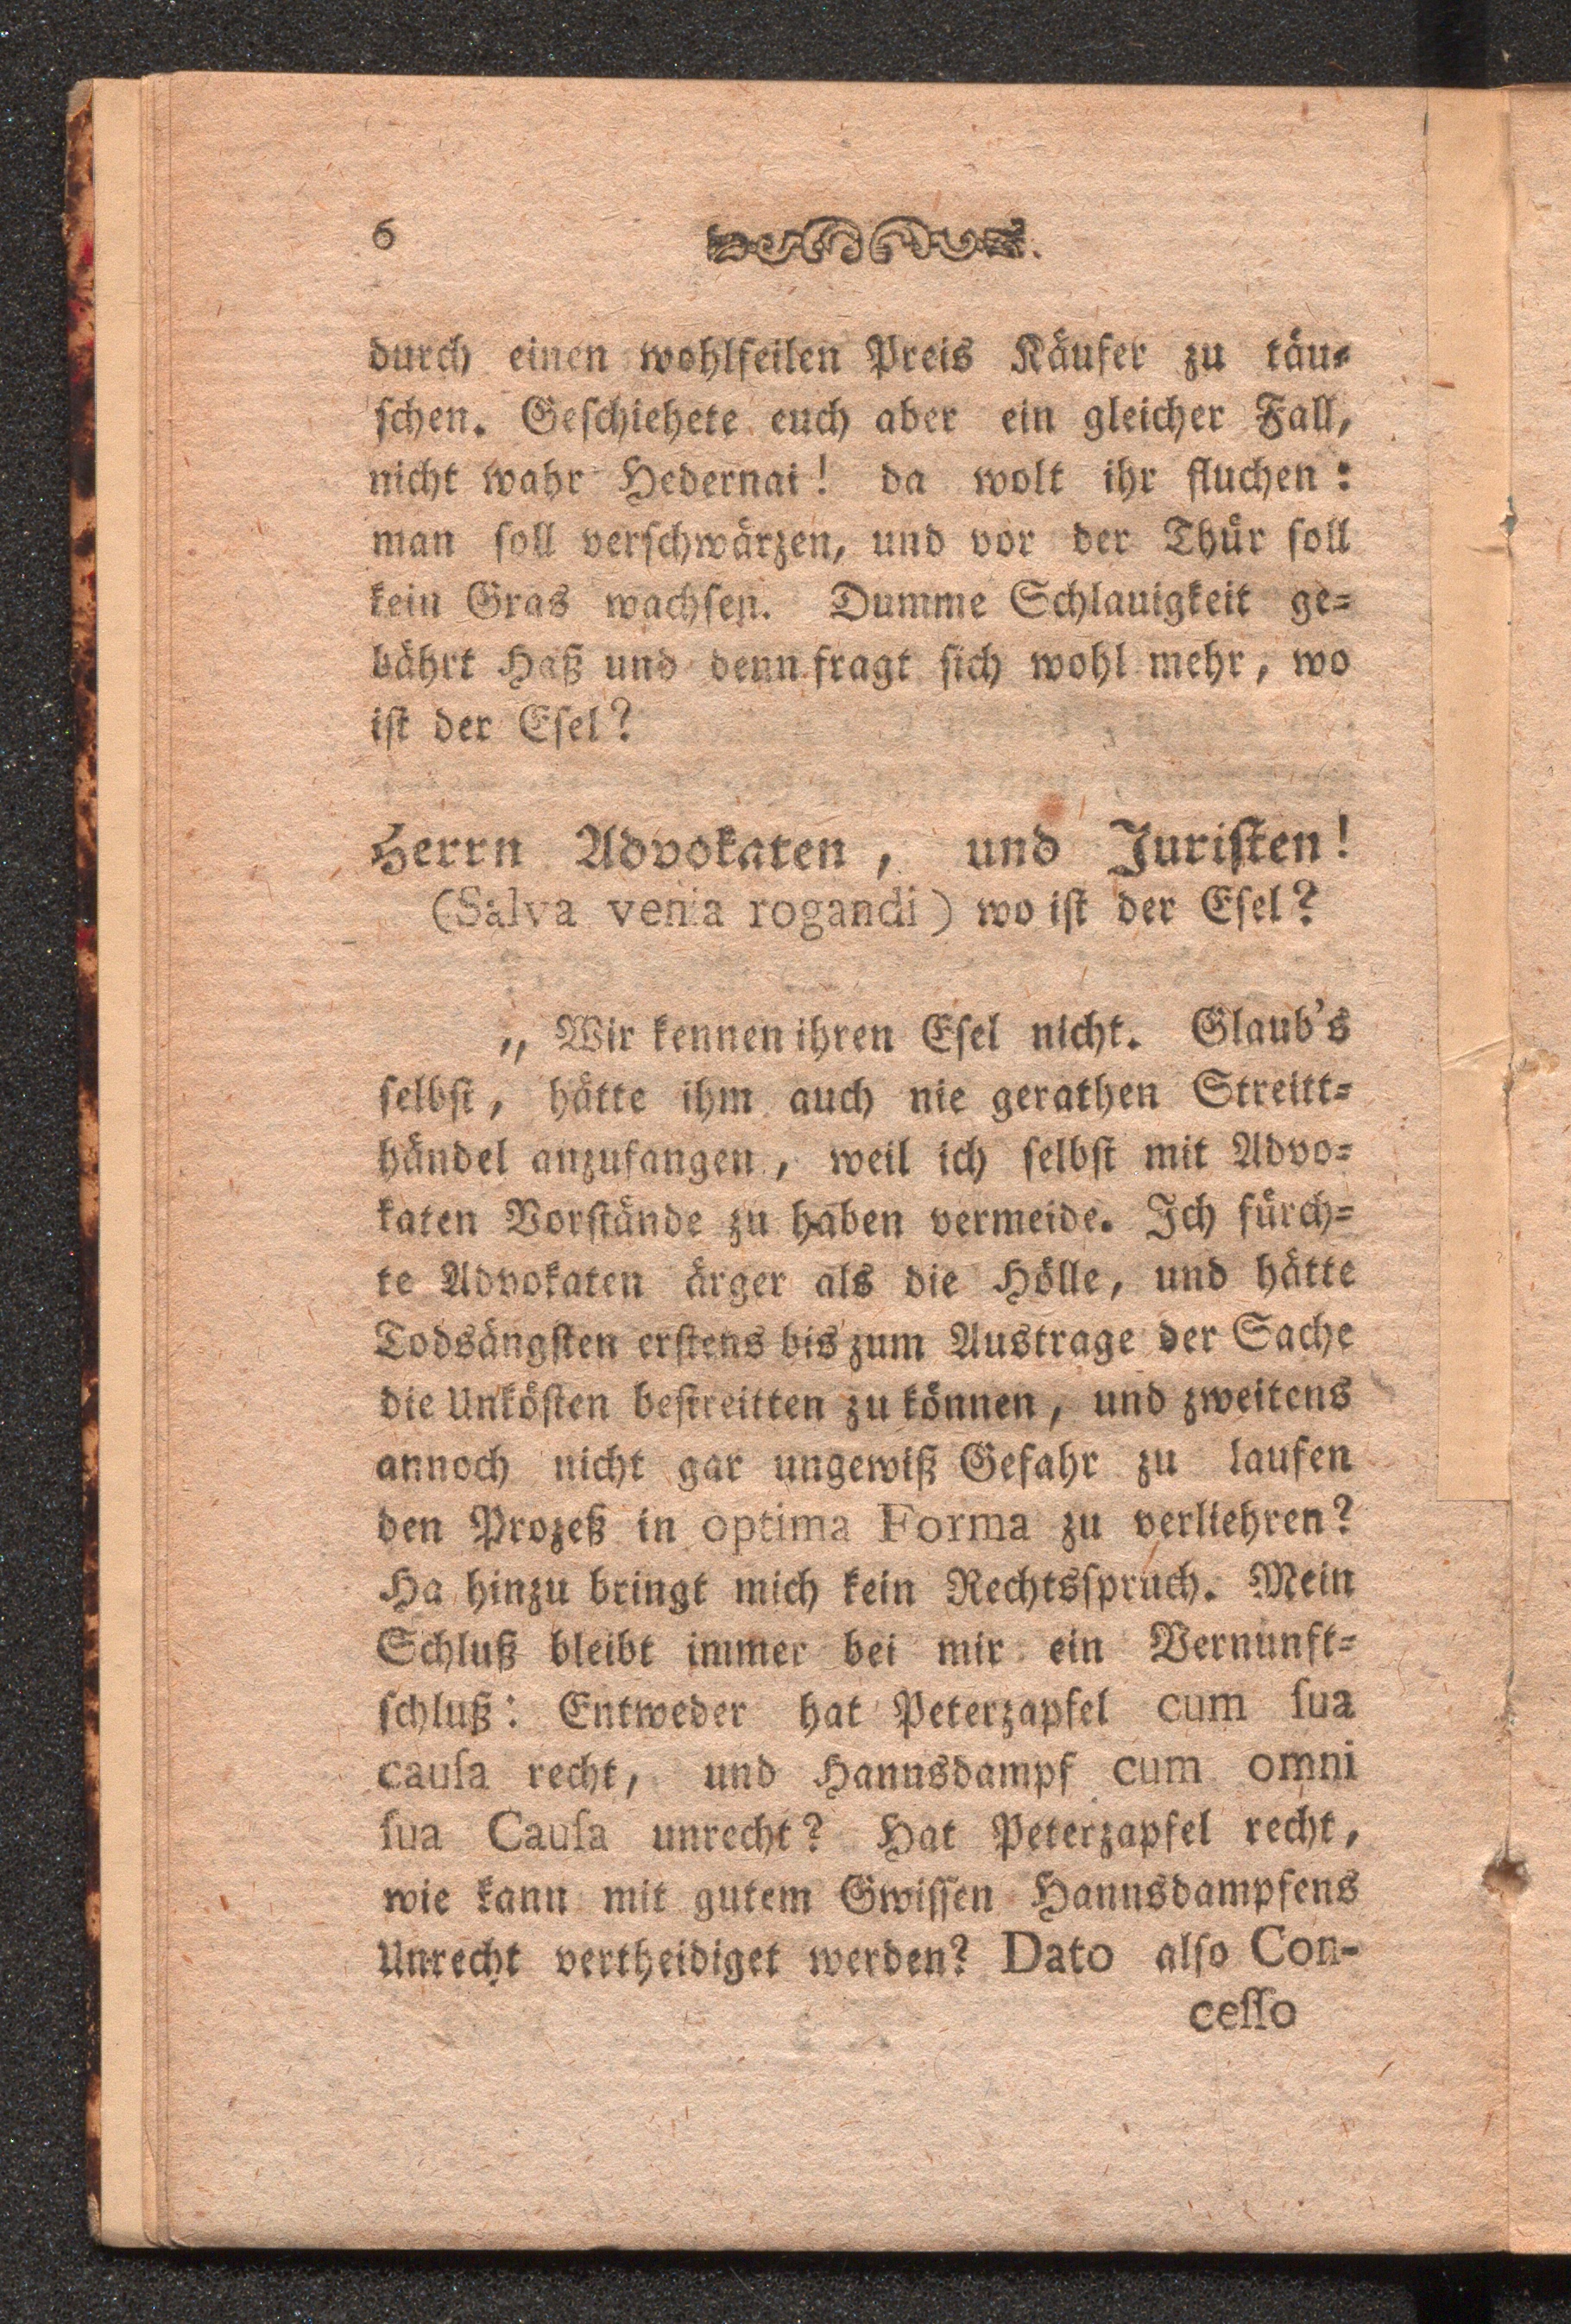 6
durch einen wohlfeilen Preis Käufer zu täu-
schen. Geschiehete euch aber ein gleicher Fall,
nicht wahr Hedernai! da wolt ihr fluchen:
man soll verschwärzen, und vor der Thür soll
kein Gras wachsen. Dumme Schlauigkeit ge-
bährt Haß und denn fragt sich wohl mehr, wo
ist der Esel?
Herrn Advokaten, und Juristen!
(Salva venia rogandi) wo ist der Esel?
„Wir kennen ihren Esel nicht. Glaub's
selbst, hätte ihm auch nie gerathen Streitt-
händel anzufangen, weil ich selbst mit Advo-
katen Vorstände zu haben vermeide. Ich fürch-
te Advokaten ärger als die Hölle, und hätte
Todsängsten erstens bis zum Austrage der Sache
die Unkösten bestreitten zu können, und zweitens
annoch nicht gar ungewiß Gefahr zu laufen
den Prozeß in optima Forma zu verliehren?
Ha hinzu bringt mich kein Rechtsspruch. Mein
Schluß bleibt immer bei mir ein Vernunft-
schluß: Entweder hat Peterzapfel cum sua
causa recht, und Hannsdampf cum omni
sua Causa unrecht? Hat Peterzapfel recht,
wie kann mit gutem Gwissen Hannsdampfens
Unrecht vertheidiget werden? Dato also Con-
cesso